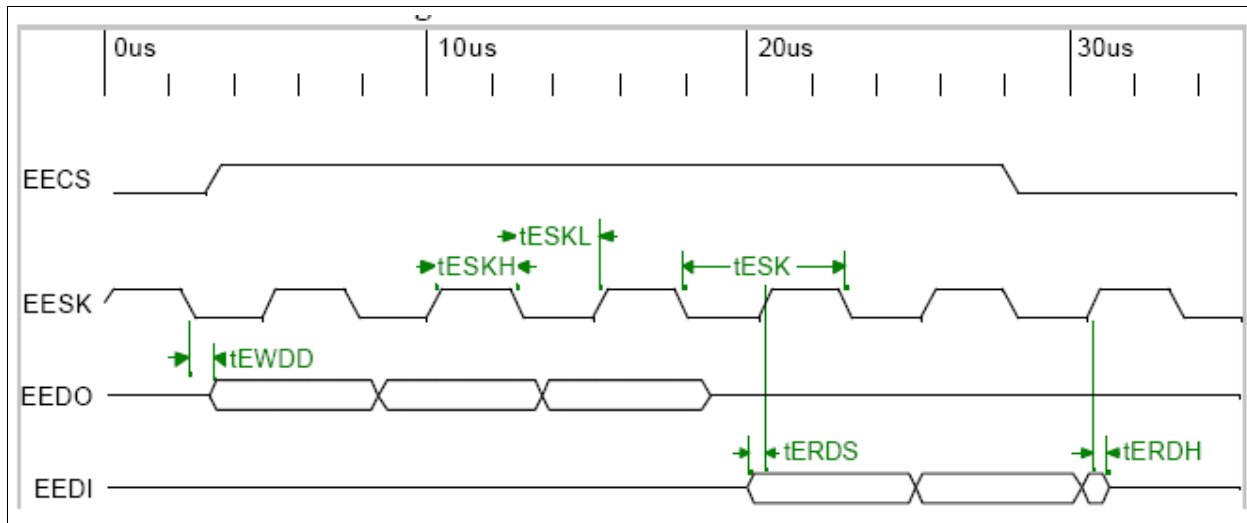 0us 10us 20us 30us
EECS
tESKL
tESKH tESK
EESK
tEWDD
EEDO
tERDS tERDH
EEDI